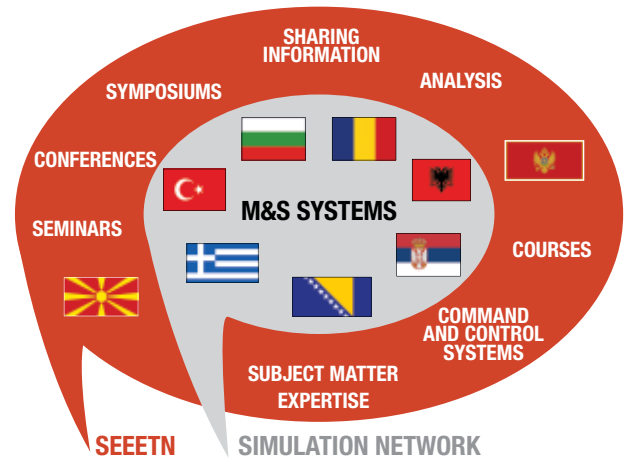 SHARING
INFORMATION
ANALYSIS
SYMPOSIUMS
CONFERENCES
M&S SYSTEMS
SEMINARS
COURSES
COMMAND
AND CONTROL
SYSTEMS
SUBJECT MATTER
EXPERTISE
SEEETN
SIMULATION NETWORK